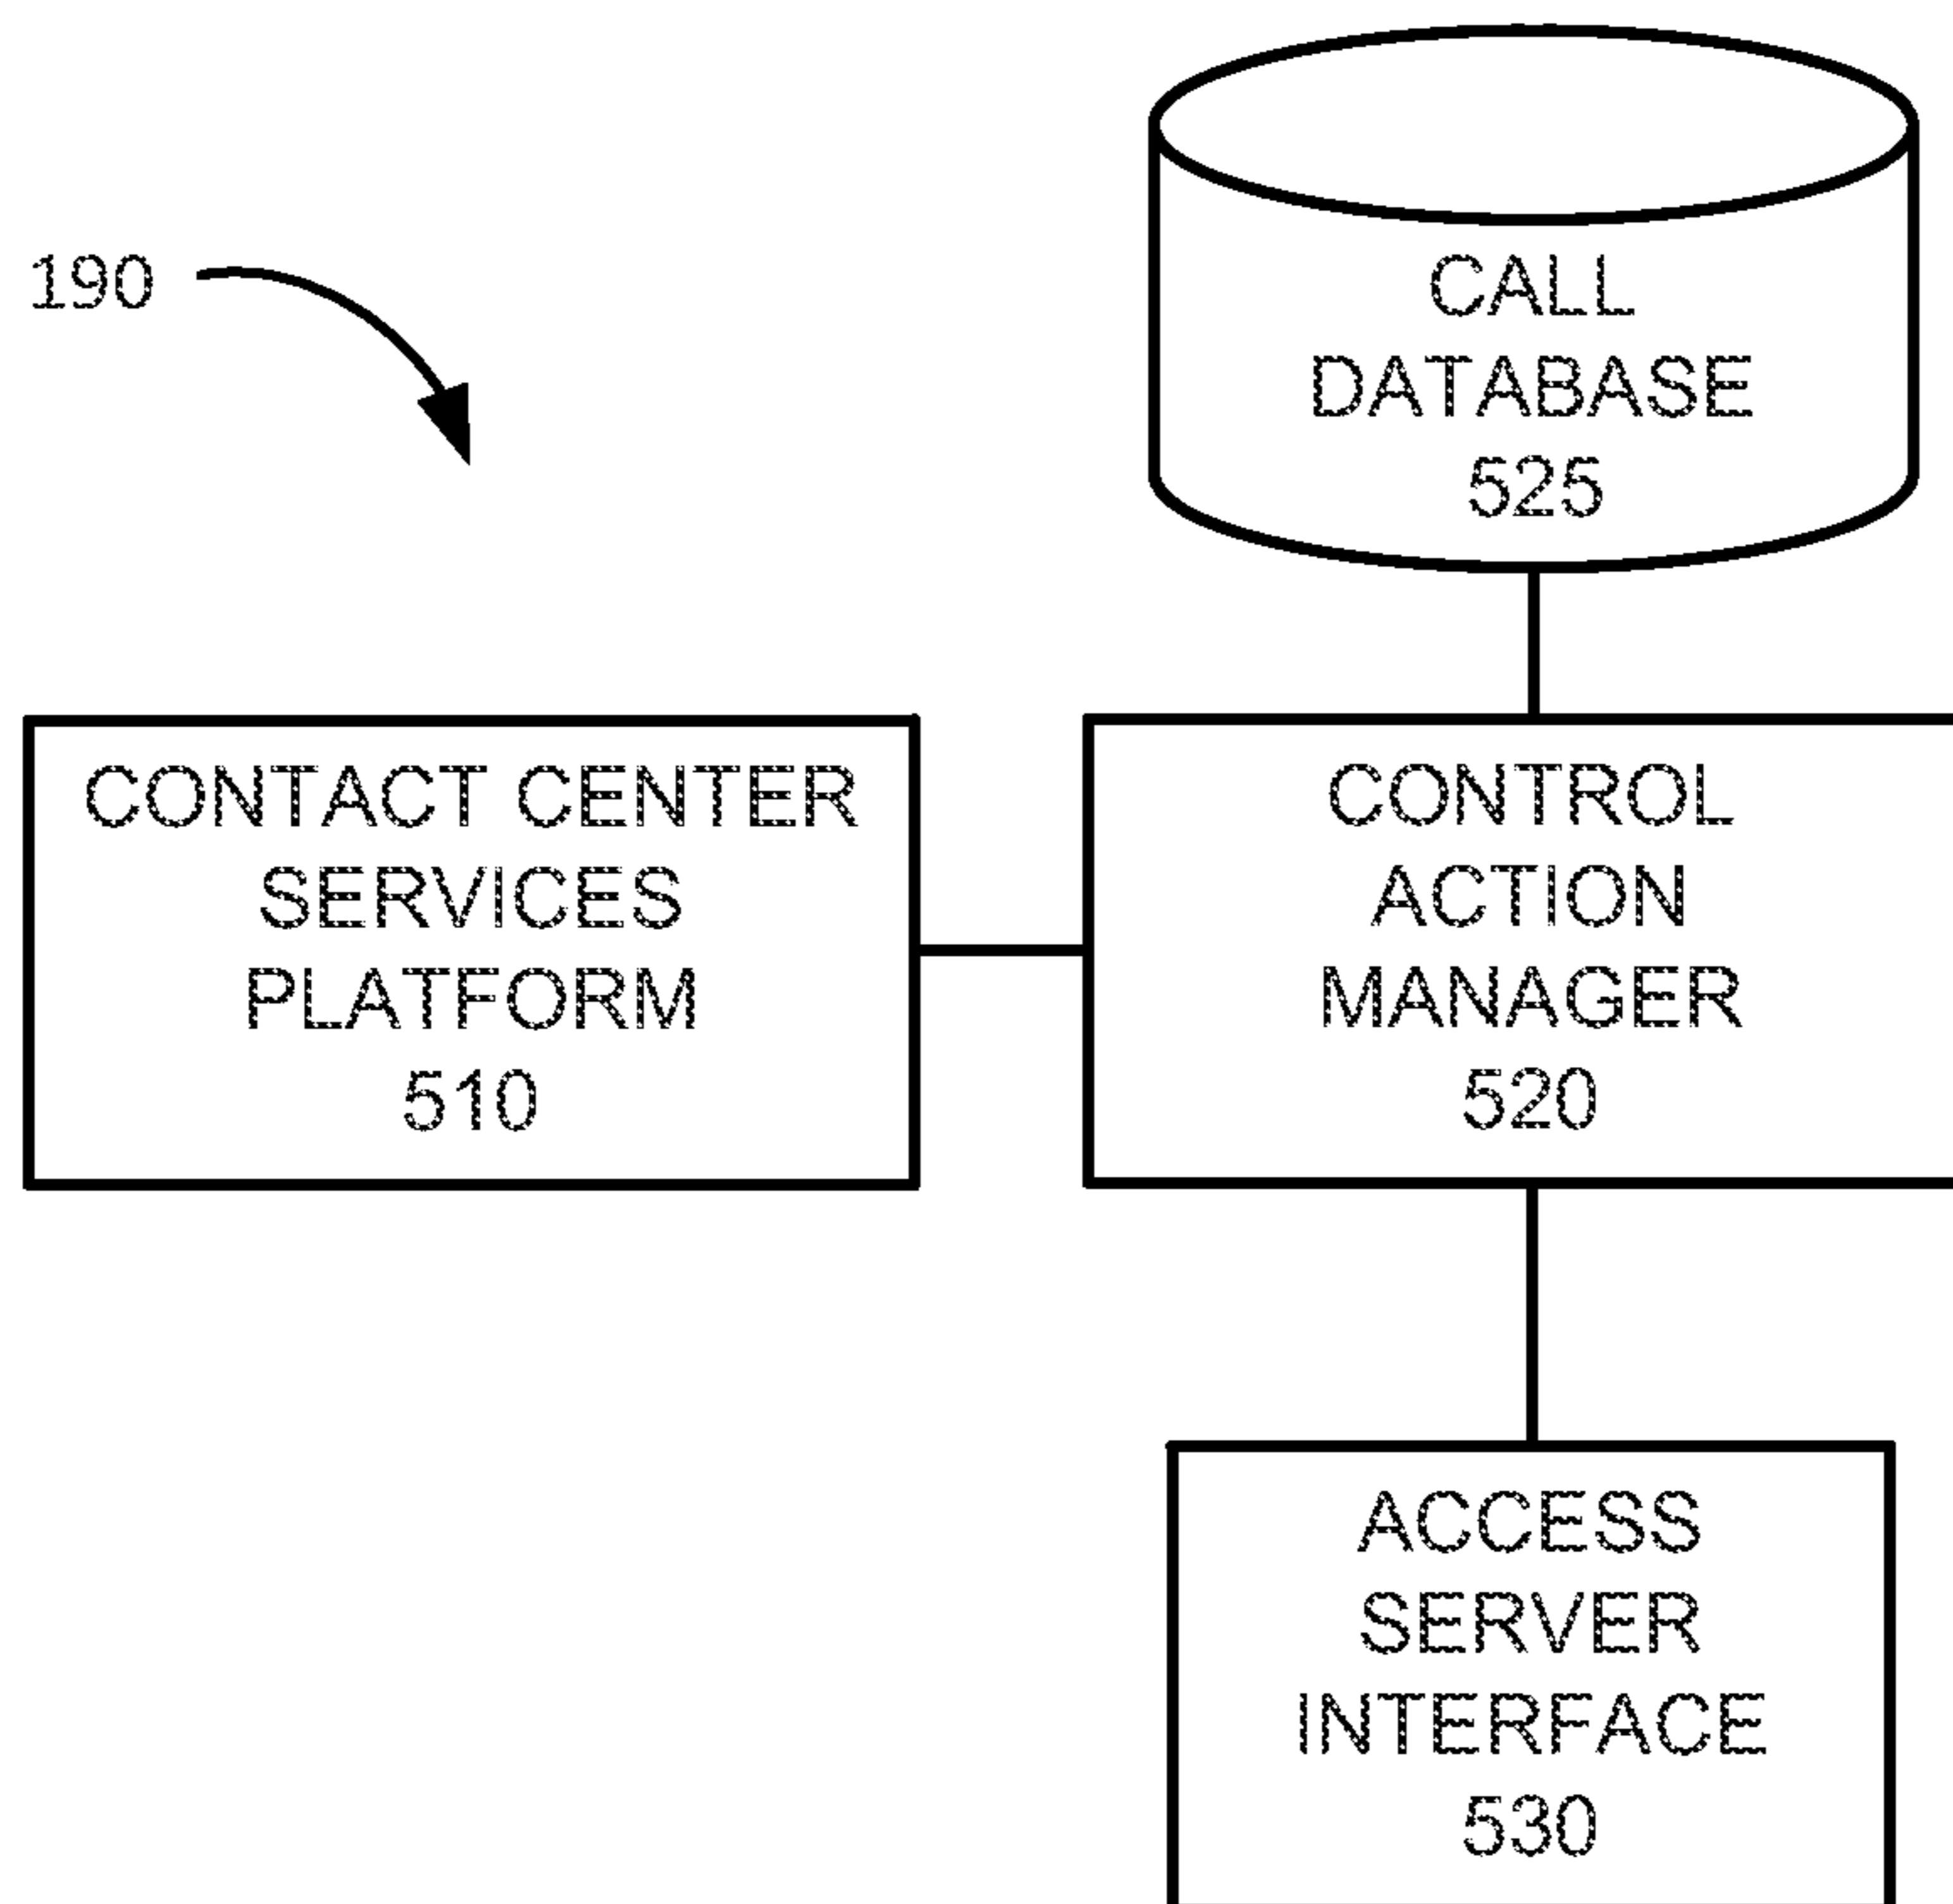 190
CALL
DATABASE
525
CONTACT CENTER
SERVICES
PLATFORM
510
CONTROL
ACTION
MANAGER
520
ACCESS
SERVER
INTERFACE
530